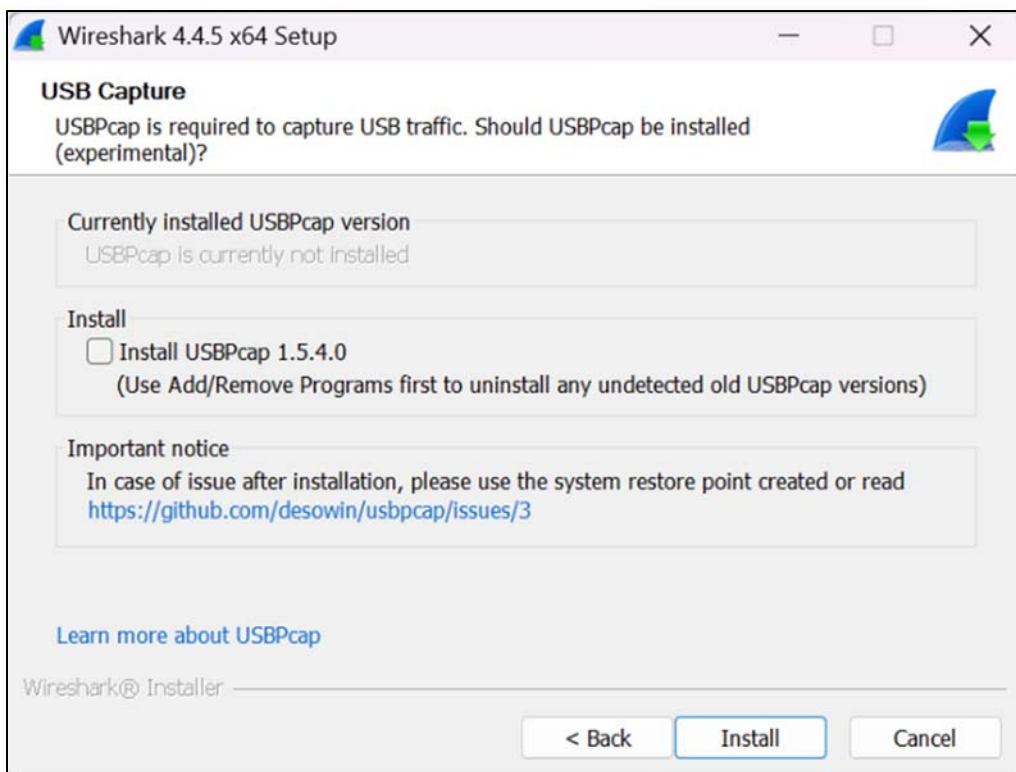 Wireshark 4.4.5 x64 Setup
USB Capture
USBPcap is required to capture USB traffic. Should USBPcap be installed
(experimental)?
Currently installed USBPcap version
USBPcap is currently not installed
Install
Install USBPcap 1.5.4.0
(Use Add/Remove Programs first to uninstall any undetected old USBPcap versions)
Important notice
In case of issue after installation, please use the system restore point created or read
https://github.com/desowin/usbpcap/issues/3
Learn more about USBPcap
Wireshark® Installer
< Back Install Cancel